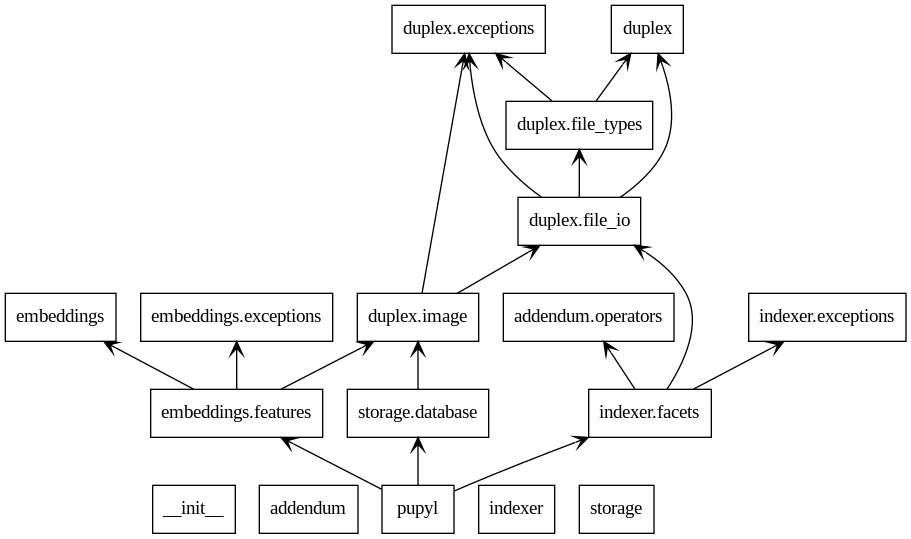 duplex.exceptions
duplex
duplex.file_types
duplex.file_io
embeddings
embeddings.exceptions
duplex.image
addendum.operators
indexer.exceptions
embeddings.features
storage.database
indexer.facets
__init__
addendum
pupyl
indexer
storage